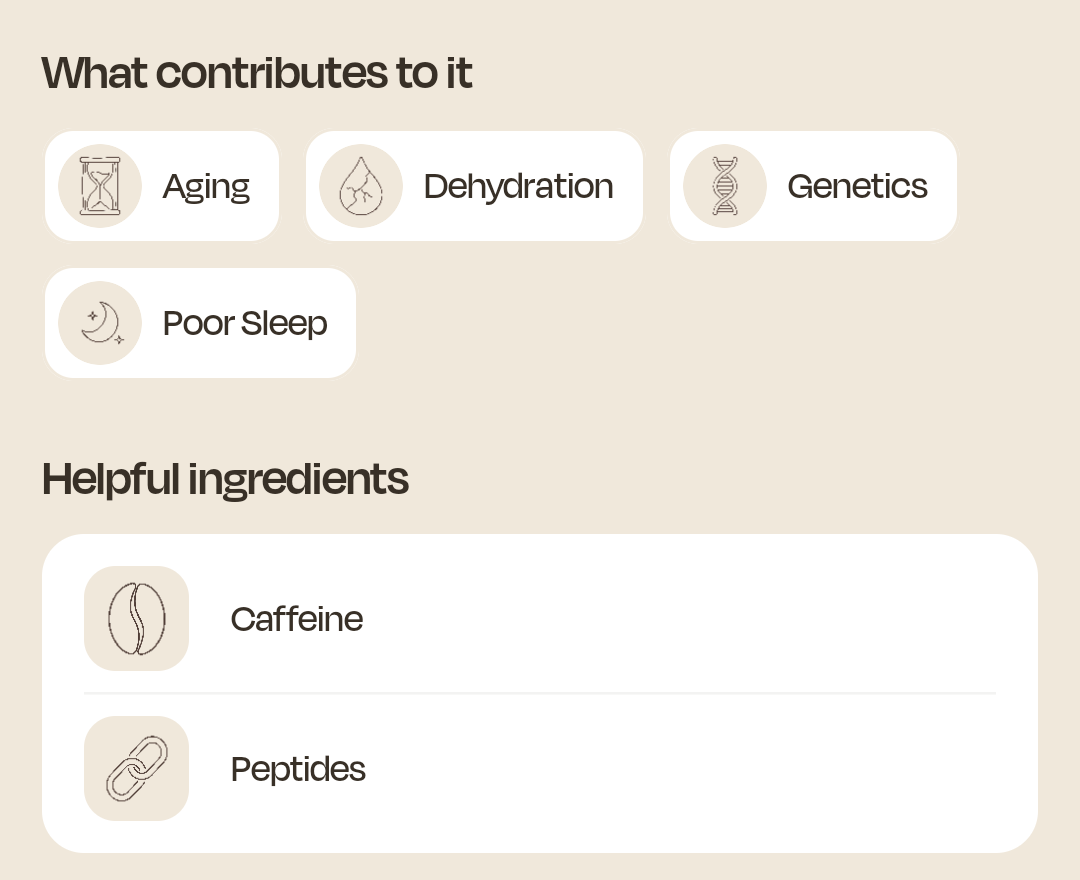 What contributes to it
Aging
Dehydration
Genetics
Poor Sleep
Helpful ingredients
Caffeine
Peptides